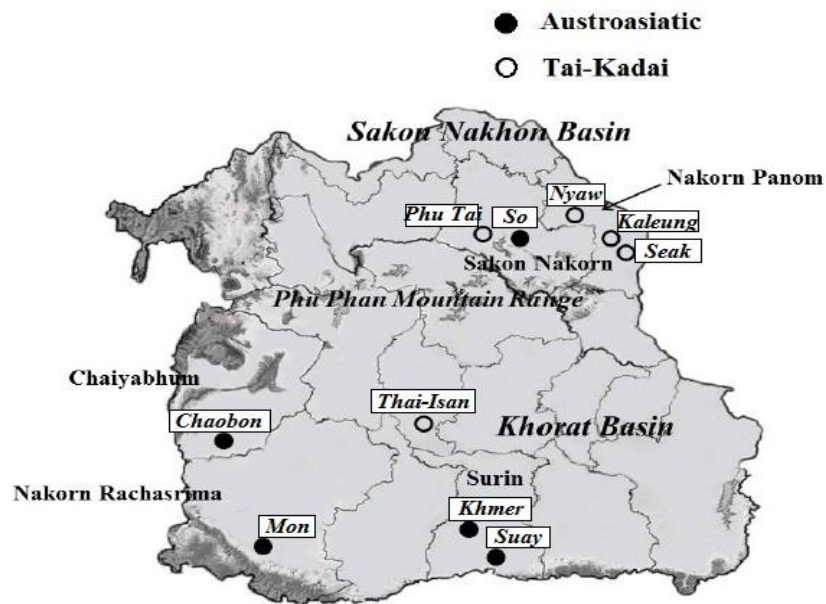 Austroasiatic
Tai-Kadai
Sakon Nakhon Basin
Nyaw
Nakorn Panom
Phu Tai
So
Kaleung
Seak
Sakon Nakorn
Phu Phan Mountain Range
Chaiyabhum
Thai-Isan
Chaobon
Khorat Basin
Surin
Nakorn Rachasrima
Khmer
Mon
Suay